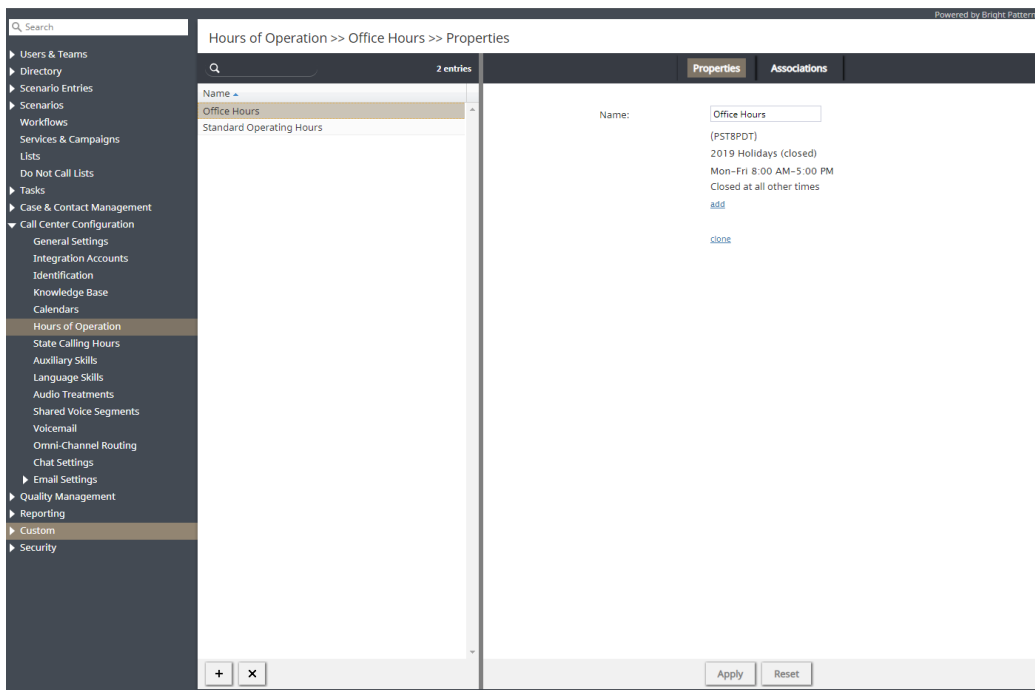 Powered by Bright Pattern
Search
Hours of Operation >> Office Hours >> Properties
Users & Teams
Directory
Scenario Entries
Scenarios
Workflows
Services & Campaigns
Lists
Do Not Call Lists
Tasks
Case & Contact Management
Call Center Configuration
General Settings
Integration Accounts
Identification
Knowledge Base
Calendars
Hours of Operation
State Calling Hours
Auxiliary Skills
Language Skills
Audio Treatments
Shared Voice Segments
Voicemail
Omni-Channel Routing
Chat Settings
Email Settings
Quality Management
Reporting
Custom
Security
2 entries
Name
Office Hours
Standard Operating Hours
Properties Associations
Name: Office Hours
(PST8PDT)
2019 Holidays (closed)
Mon-Fri 8:00 AM-5:00 PM
Closed at all other times
add
clone
+ x
Apply Reset